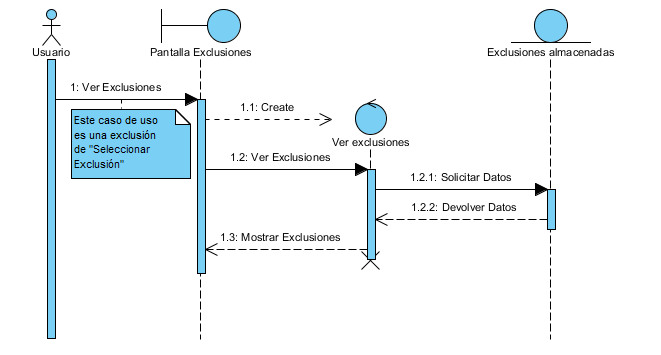 Usuario
Pantalla Exclusiones
Exclusiones almacenadas
1: Ver Exclusiones
Este caso de uso
es una exclusión
de "Seleccionar
Exclusión"
1.1: Create
Ver exclusiones
1.2: Ver Exclusiones
1.2.1: Solicitar Datos
1.2.2: Devolver Datos
1.3: Mostrar Exclusiones